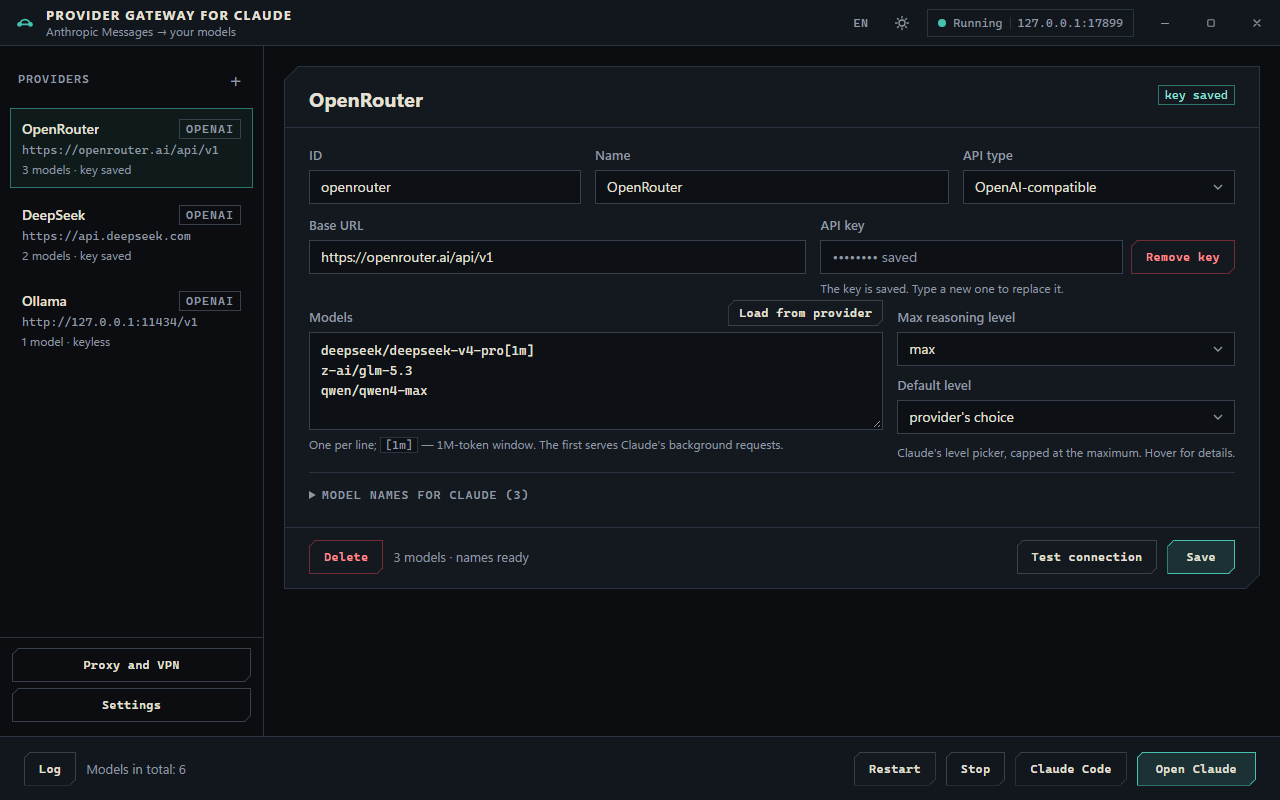 PROVIDER GATEWAY FOR CLAUDE
Anthropic Messages → your models
EN
Running
127.0.0.1:17899
PROVIDERS
+
OpenRouter
OPENAI
https://openrouter.ai/api/v1
3 models · key saved
DeepSeek
OPENAI
https://api.deepseek.com
2 models · key saved
Ollama
OPENAI
http://127.0.0.1:11434/v1
1 model · keyless
Proxy and VPN
Settings
OpenRouter
key saved
ID
Name
API type
openrouter
OpenRouter
OpenAI-compatible
Base URL
API key
https://openrouter.ai/api/v1
•••••••• saved
Remove key
The key is saved. Type a new one to replace it.
Models
Load from provider
deepseek/deepseek-v4-pro[1m]
z-ai/glm-5.3
qwen/qwen4-max
One per line; [1m] — 1M-token window. The first serves Claude's background requests.
Max reasoning level
max
Default level
provider's choice
Claude's level picker, capped at the maximum. Hover for details.
MODEL NAMES FOR CLAUDE (3)
Delete
3 models · names ready
Test connection
Save
Log
Models in total: 6
Restart
Stop
Claude Code
Open Claude